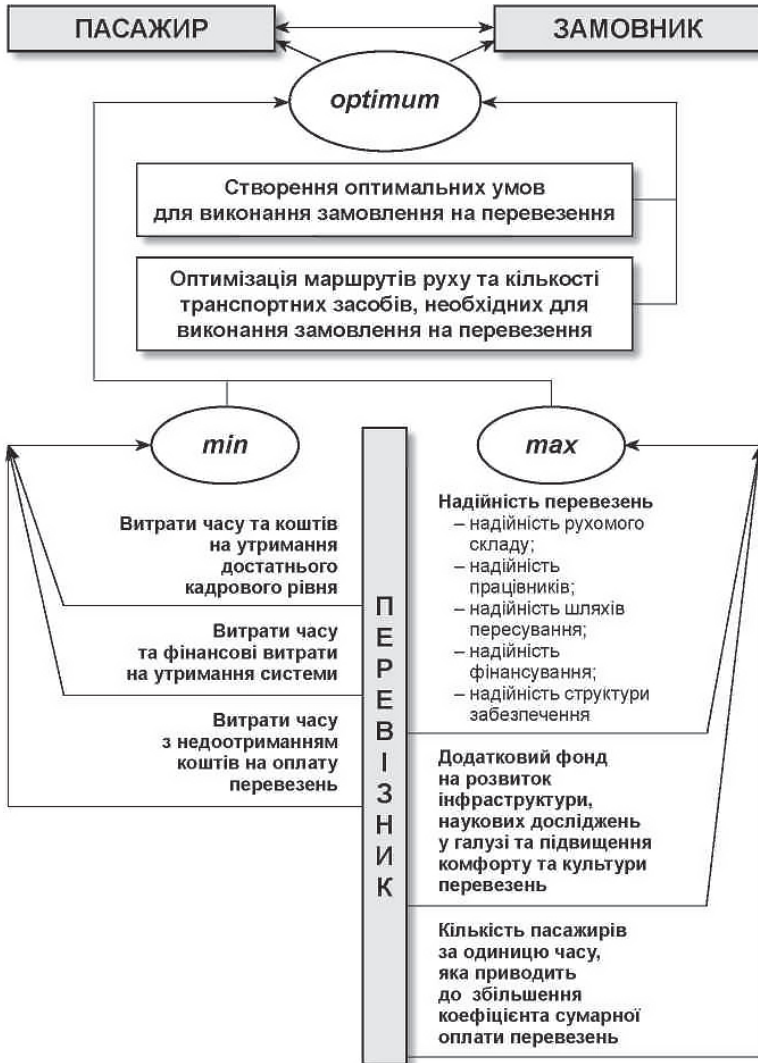 ПАСАЖИР
ЗАМОВНИК
optimum
Створення оптимальних умов
для виконання замовлення на перевезення
Оптимізація маршрутів руху та кількості
транспортних засобів, необхідних для
виконання замовлення на перевезення
min
max
Витрати часу та коштів
на утримання
достатнього
кадрового рівня
Витрати часу
та фінансові витрати
на утримання системи
Витрати часу
з недоотриманням
коштів на оплату
перевезень
ПЕРЕВІЗНИК
Надійність перевезень
– надійність рухомого
складу;
– надійність
працівників;
– надійність шляхів
пересування;
– надійність
фінансування;
– надійність структури
забезпечення
Додатковий фонд
на розвиток
інфраструктури,
наукових досліджень
у галузі та підвищення
комфорту та культури
перевезень
Кількість пасажирів
за одиницю часу,
яка приводить
до збільшення
коефіцієнта сумарної
оплати перевезень